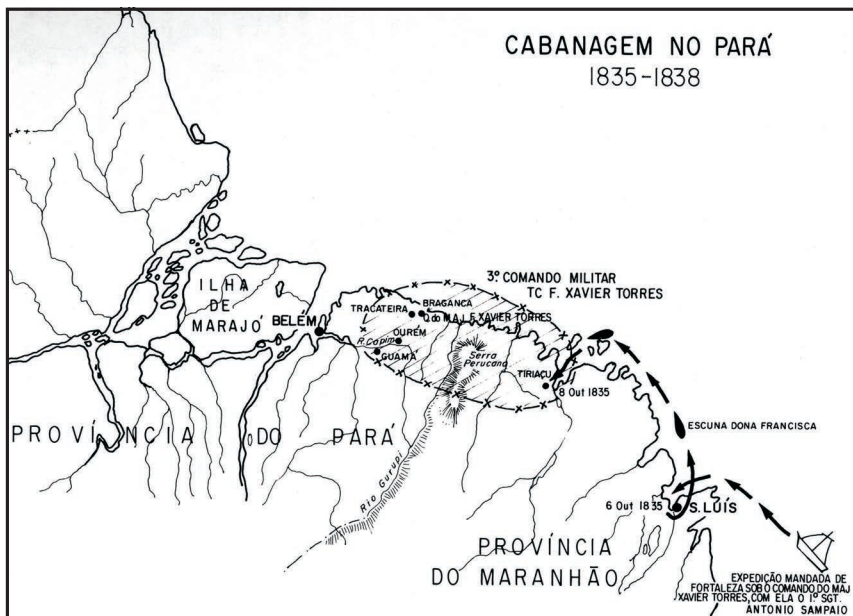 CABANAGEM NO PARÁ
1835-1838
3º COMANDO MILITAR
TC F. XAVIER TORRES
ILHA
DE
MARAJÓ
BELÉM
TRACATEIRA
BRAGANCA
Q.do M A J. F. XAVIER TORRES
OURÉM
R. Capim
GUAMÁ
Serra
Perucana
TIRIAÇU
8 Out 1835
ESCUNA DONA FRANCISCA
PROVÍNCIA DO PARÁ
Rio Gurupi
6 Out 1835
S. LUÍS
PROVÍNCIA
DO MARANHÃO
EXPEDIÇÃO MANDADA DE
FORTALEZA SOB O COMANDO DO MAJ
XAVIER TORRES, COM ELA O 1º SGT.
ANTONIO SAMPAIO